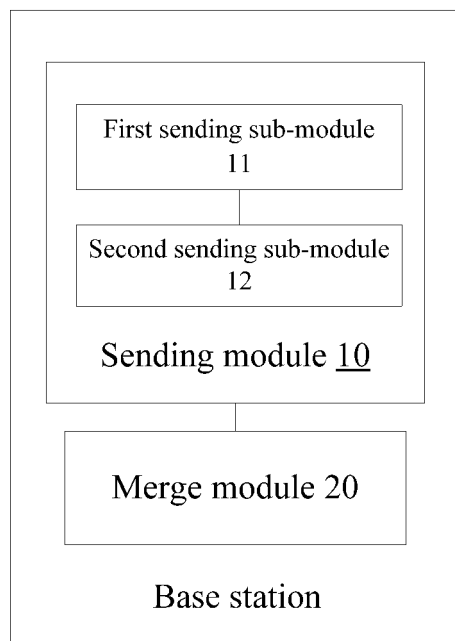 First sending sub-module
11
Second sending sub-module
12
Sending module 10
Merge module 20
Base station